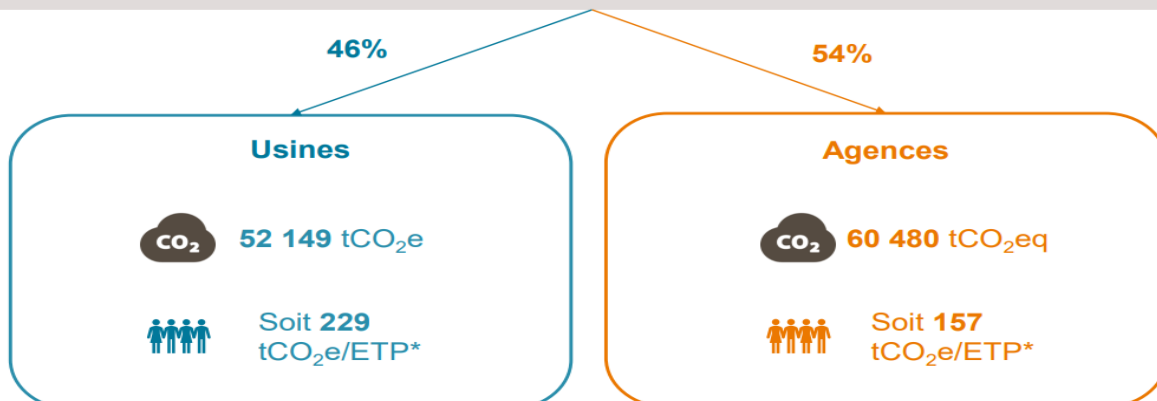 46%
54%
Usines
Agences
CO₂
52 149 tCO₂e
CO₂
60 480 tCO₂eq
Soit 229
tCO₂e/ETP*
Soit 157
tCO₂e/ETP*